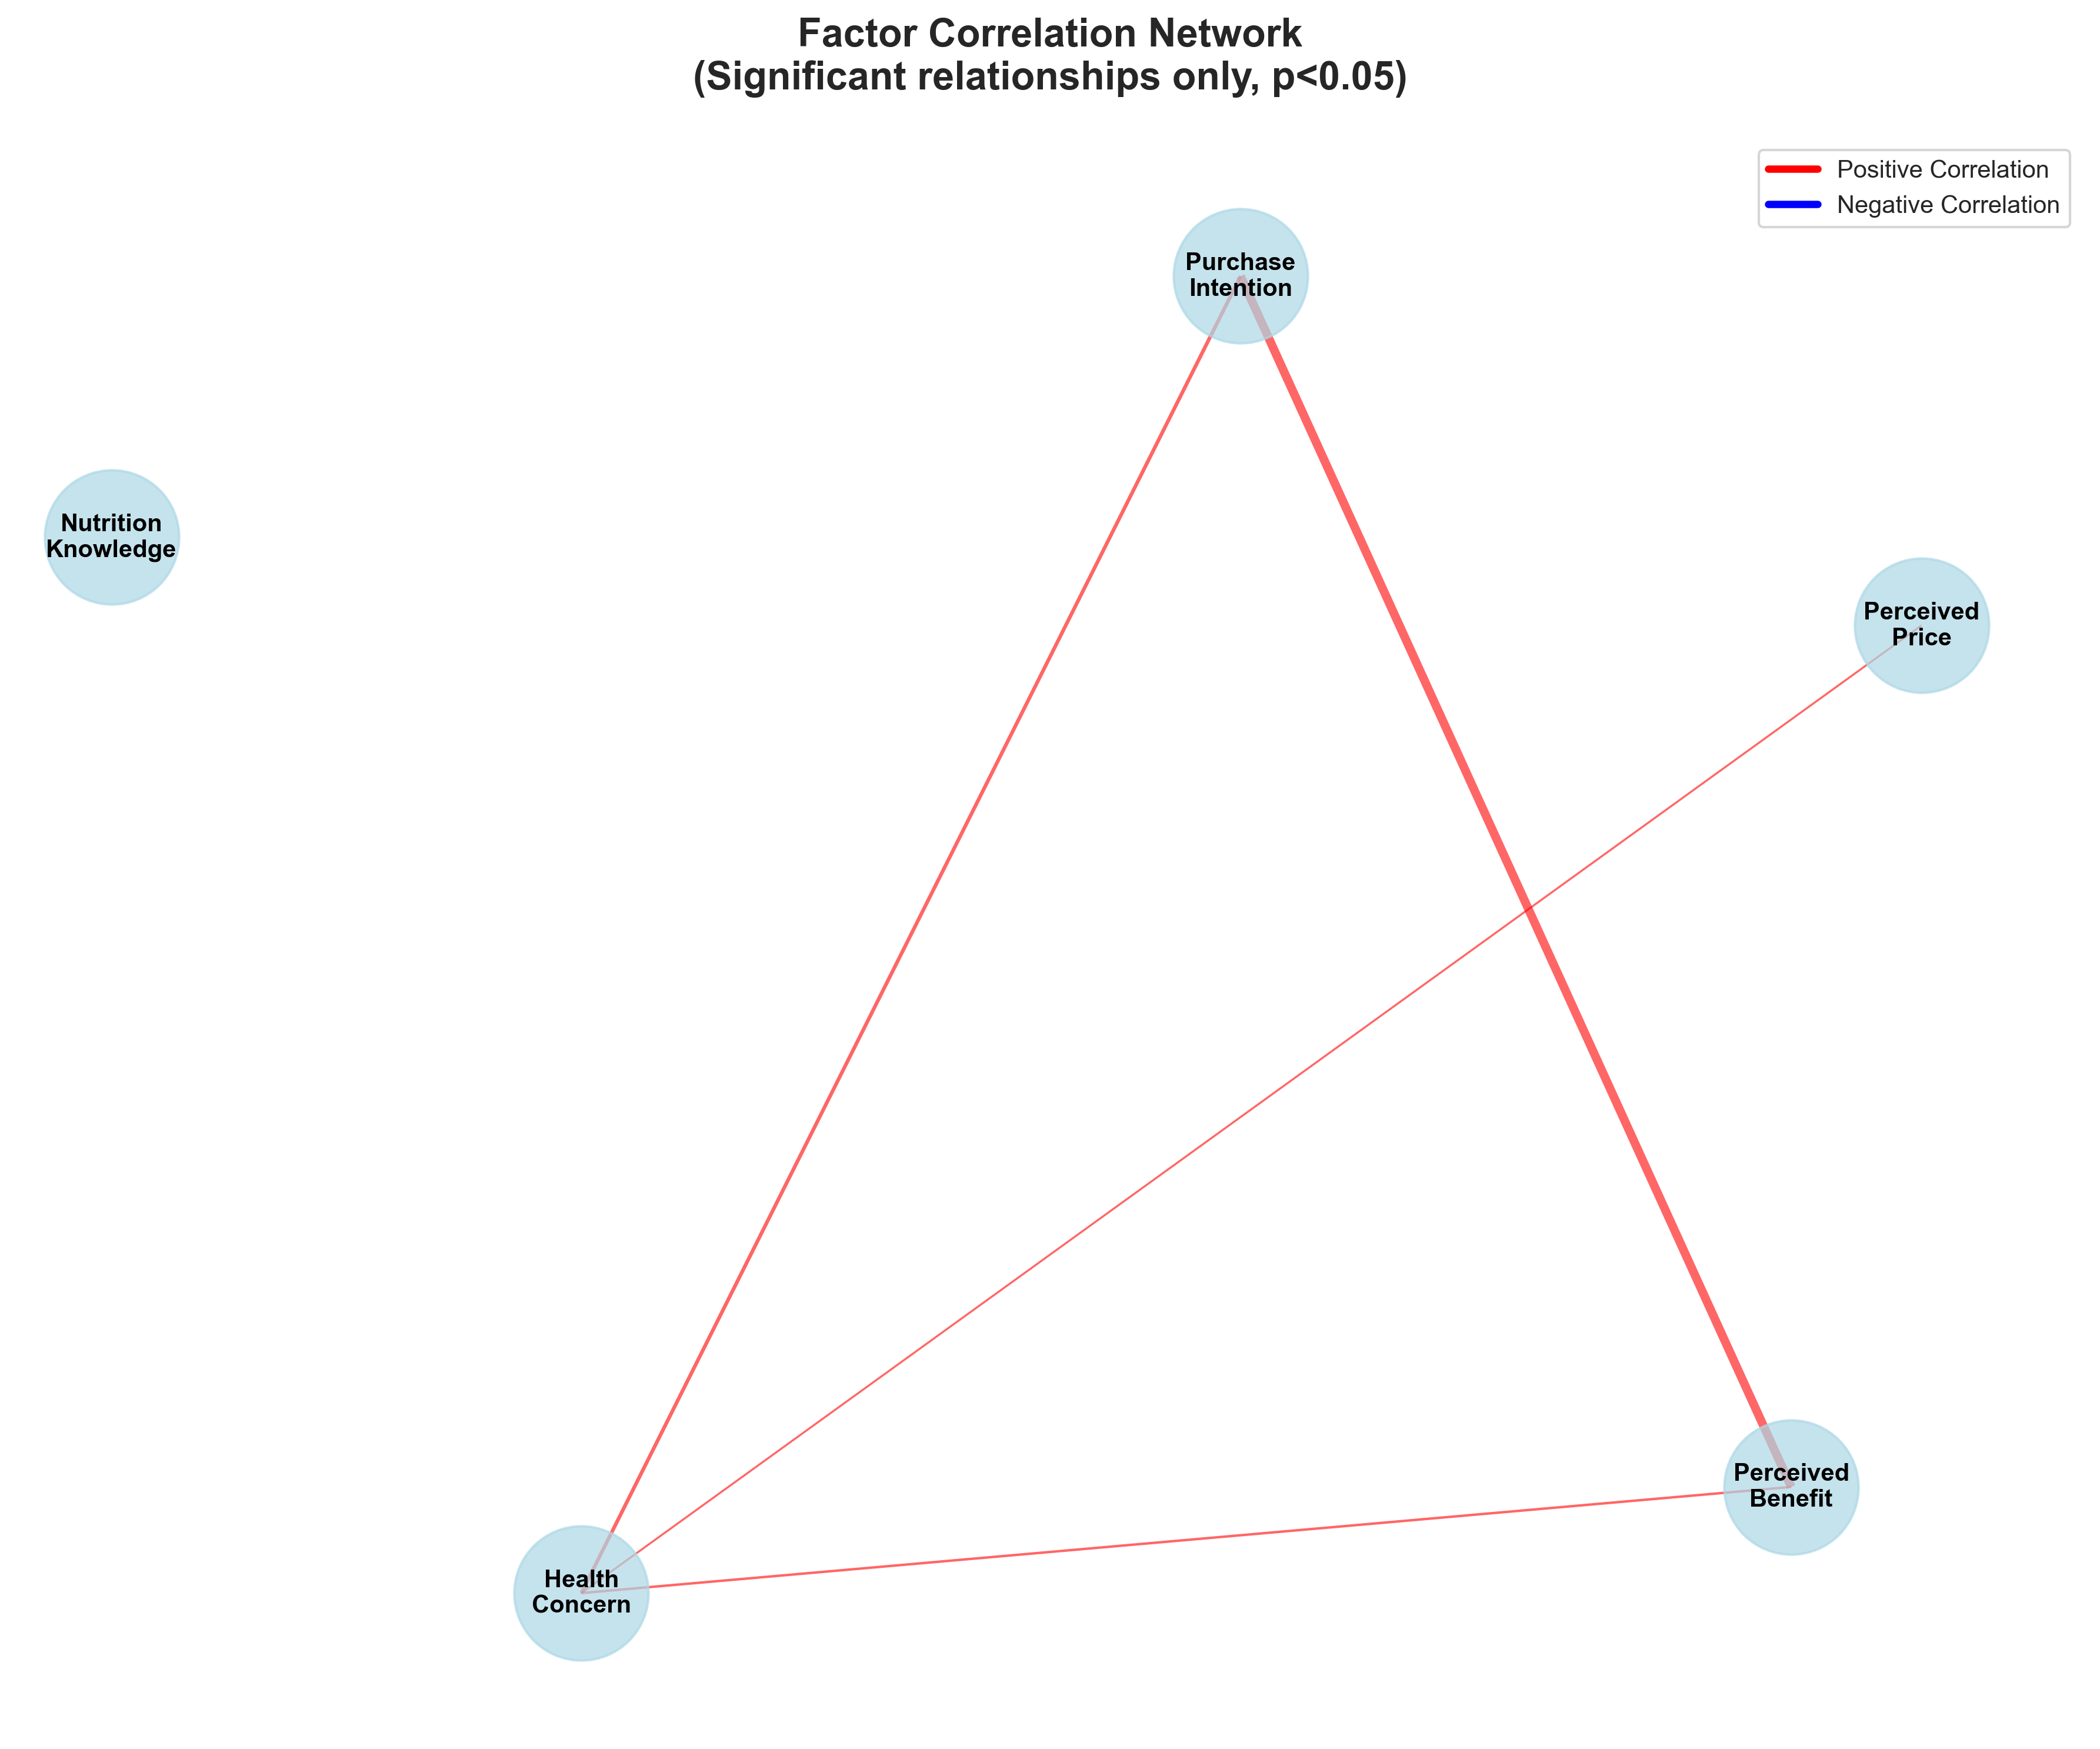 Factor Correlation Network
(Significant relationships only, p<0.05)
Positive Correlation
Negative Correlation
Purchase
Intention
Nutrition
Knowledge
Perceived
Price
Perceived
Benefit
Health
Concern